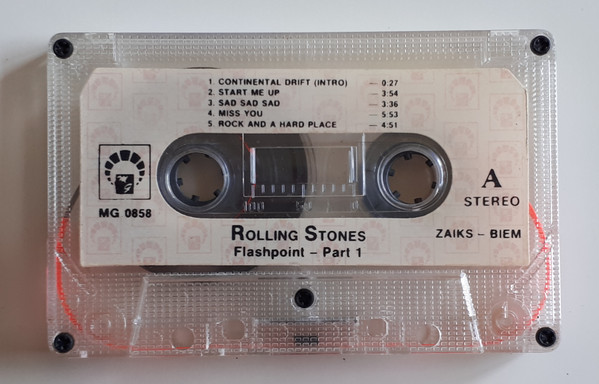 1. CONTINENTAL DRIFT (INTRO) — 0:27
2. START ME UP — 3:54
3. SAD SAD SAD — 3:36
4. MISS YOU — 5:53
5. ROCK AND A HARD PLACE — 4:51
MG 0858
A
STEREO
ROLLING STONES
ZAIKS – BIEM
Flashpoint – Part 1